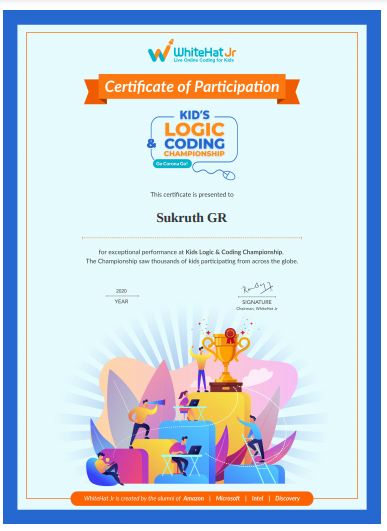 WhiteHat Jr
Live Online Coding for Kids
Certificate of Participation
KID'S
LOGIC
& CODING
CHAMPIONSHIP
Go Corona Go!
This certificate is presented to
Sukruth GR
for exceptional performance at Kids Logic & Coding Championship.
The Championship saw thousands of kids participating from across the globe.
2020
YEAR
SIGNATURE
Chairman, WhiteHat Jr
WhiteHat Jr is created by the alumni of Amazon | Microsoft | Intel | Discovery